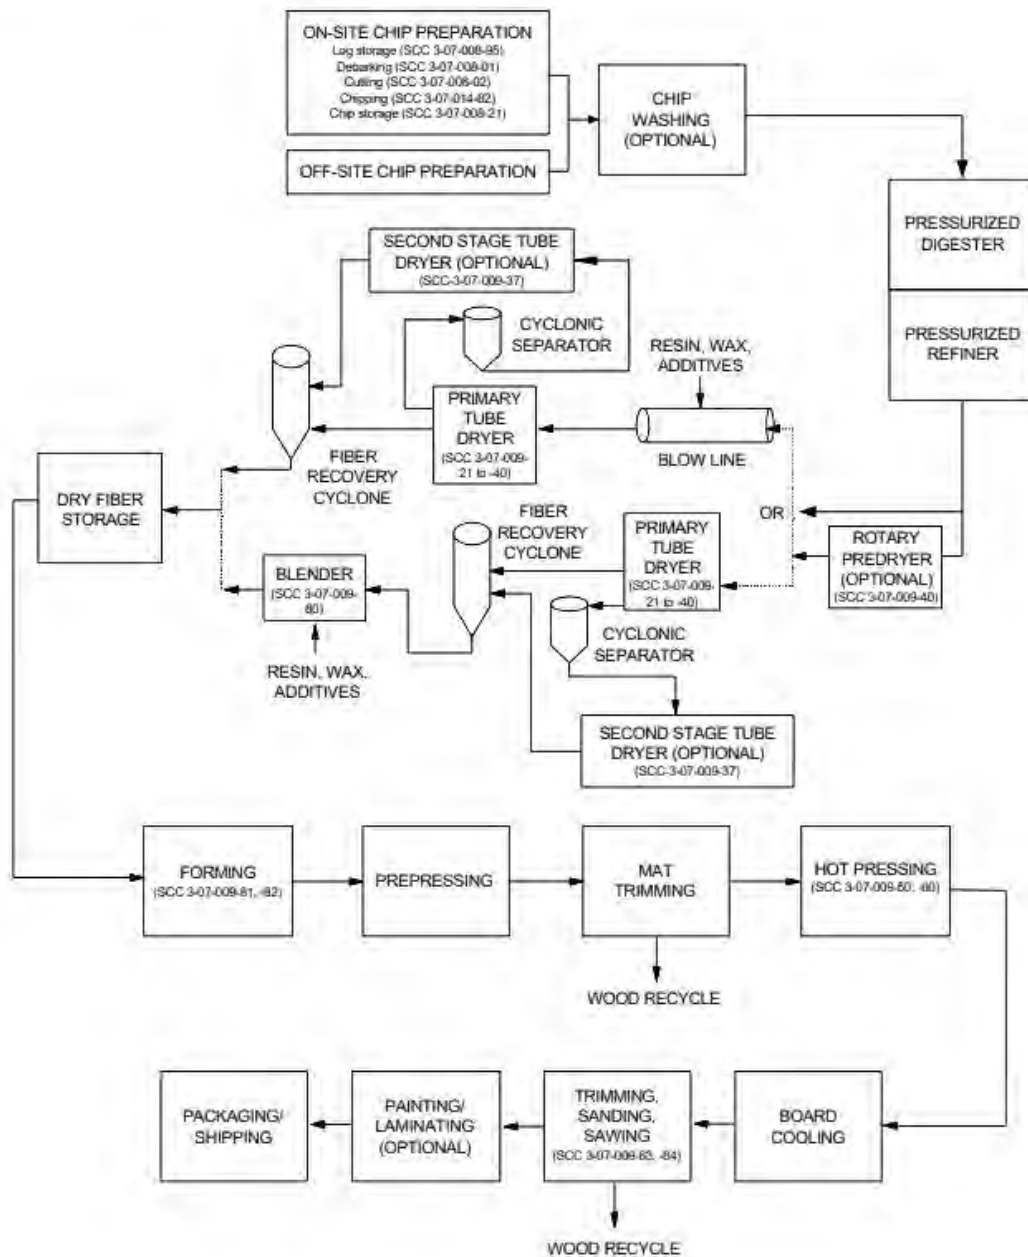 ON-SITE CHIP PREPARATION
Log storage (SCC 3-07-008-95)
Debarking (SCC 3-07-008-01)
Cutting (SCC 3-07-008-02)
Chipping (SCC 3-07-014-62)
Chip storage (SCC 3-07-008-21)
OFF-SITE CHIP PREPARATION
CHIP
WASHING
(OPTIONAL)
PRESSURIZED
DIGESTER
PRESSURIZED
REFINER
SECOND STAGE TUBE
DRYER (OPTIONAL)
(SCC-3-07-009-37)
CYCLONIC
SEPARATOR
RESIN, WAX,
ADDITIVES
PRIMARY
TUBE
DRYER
(SCC 3-07-009-
21 to -40)
BLOW LINE
FIBER
RECOVERY
CYCLONE
DRY FIBER
STORAGE
OR
ROTARY
PREDRYER
(OPTIONAL)
(SCC 3-07-009-40)
FIBER
RECOVERY
CYCLONE
PRIMARY
TUBE
DRYER
(SCC 3-07-009-
21 to -40)
BLENDER
(SCC 3-07-009-
80)
CYCLONIC
SEPARATOR
RESIN, WAX,
ADDITIVES
SECOND STAGE TUBE
DRYER (OPTIONAL)
(SCC-3-07-009-37)
FORMING
(SCC 3-07-009-81, -82)
PREPRESSING
MAT
TRIMMING
HOT PRESSING
(SCC 3-07-009-50, -60)
WOOD RECYCLE
PACKAGING/
SHIPPING
PAINTING/
LAMINATING
(OPTIONAL)
TRIMMING,
SANDING,
SAWING
(SCC 3-07-009-83, -84)
BOARD
COOLING
WOOD RECYCLE